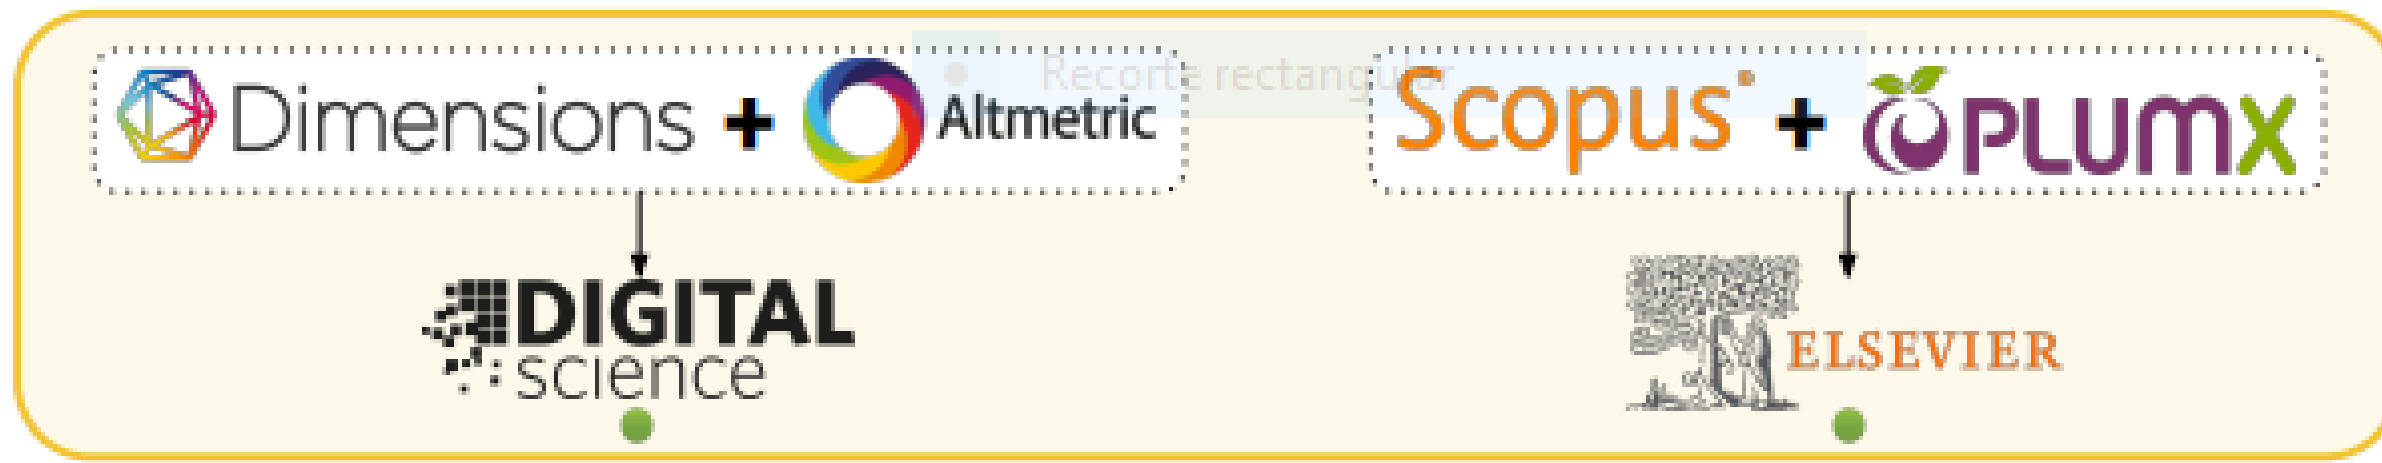 Recorte rectangular
Dimensions + Altmetric
Scopus + PLUMX
DIGITAL
science
ELSEVIER